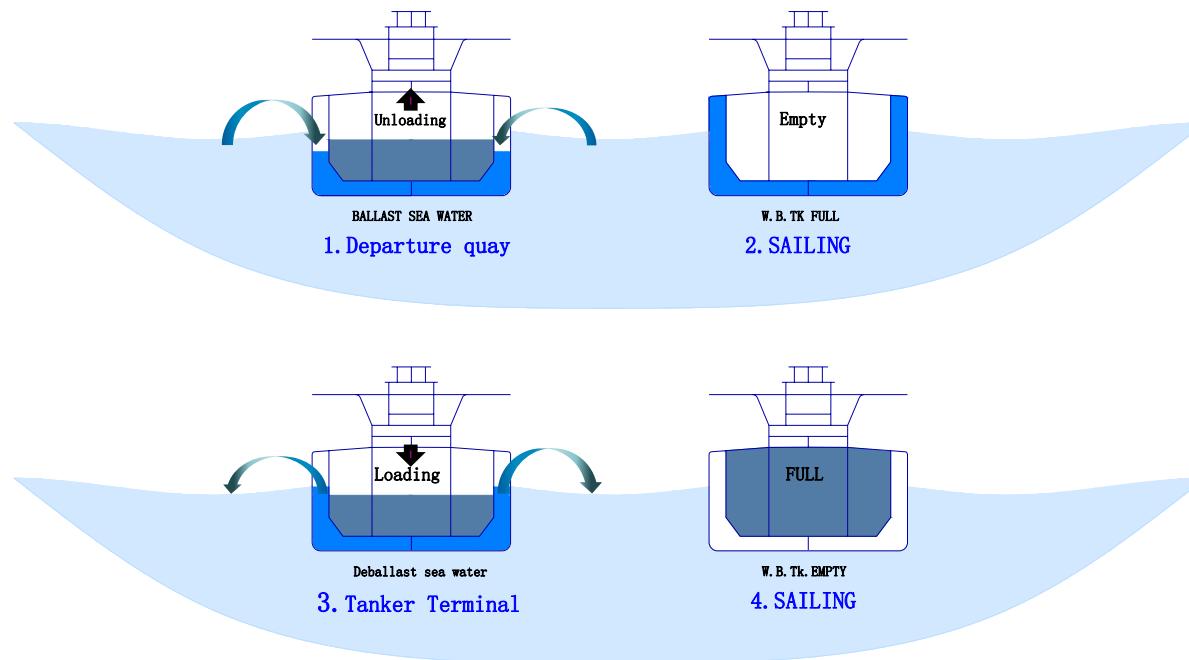 Unloading
Empty
BALLAST SEA WATER
W.B.TK FULL
1.Departure quay
2.SAILING
Loading
FULL
Deballast sea water
W.B.Tk.EMPTY
3.Tanker Terminal
4.SAILING